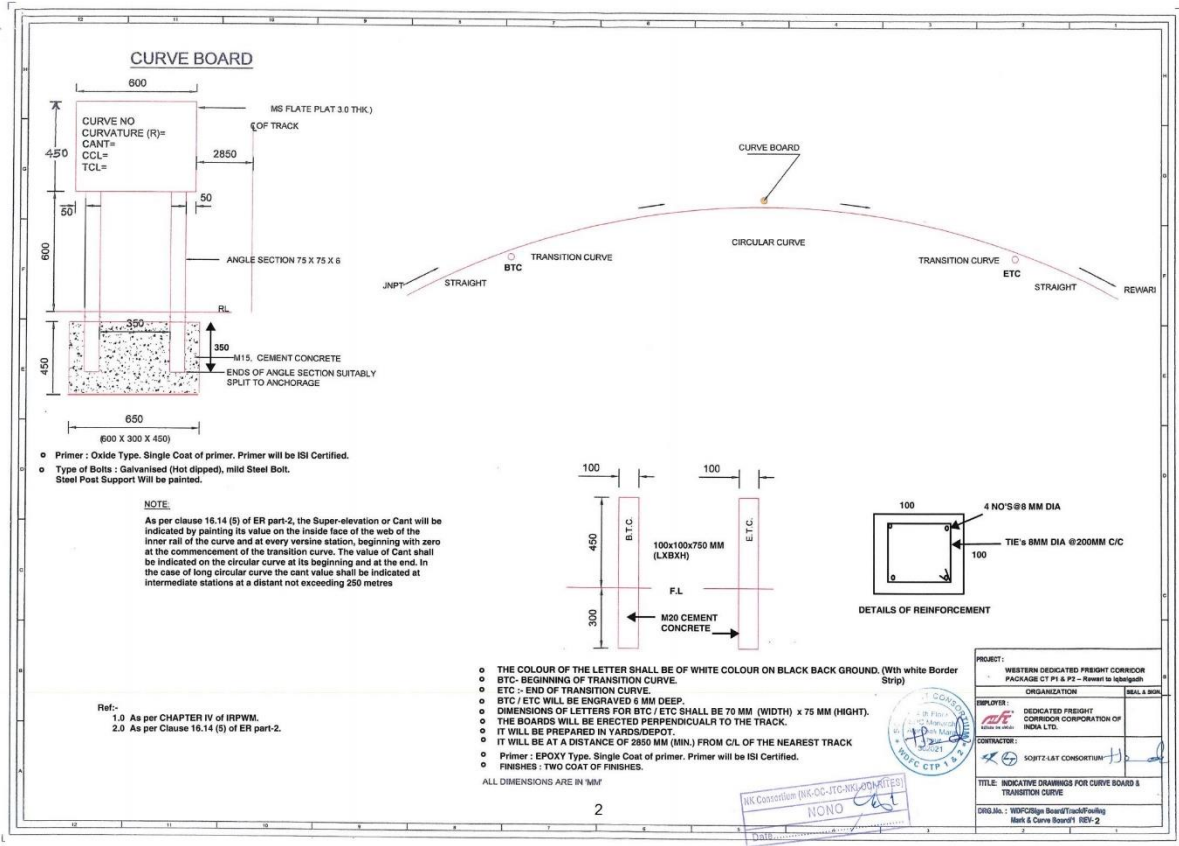 CURVE BOARD
600
MS FLATE PLAT 3.0 THK.)
CURVE NO
CURVATURE (R)=
CANT=
CCL=
TCL=
450
℄ OF TRACK
2850
50
50
600
ANGLE SECTION 75 X 75 X 6
RL
350
350
450
M15, CEMENT CONCRETE
ENDS OF ANGLE SECTION SUITABLY
SPLIT TO ANCHORAGE
650
(600 X 300 X 450)
Primer : Oxide Type. Single Coat of primer. Primer will be ISI Certified.
Type of Bolts : Galvanised (Hot dipped), mild Steel Bolt.
Steel Post Support Will be painted.
NOTE:
As per clause 16.14 (5) of ER part-2, the Super-elevation or Cant will be
indicated by painting its value on the inside face of the web of the
inner rail of the curve and at every versine station, beginning with zero
at the commencement of the transition curve. The value of Cant shall
be indicated on the circular curve at its beginning and at the end. In
the case of long circular curve the cant value shall be indicated at
intermediate stations at a distant not exceeding 250 metres
Ref:-
1.0 As per CHAPTER IV of IRPWM.
2.0 As per Clause 16.14 (5) of ER part-2.
CURVE BOARD
CIRCULAR CURVE
TRANSITION CURVE
BTC
STRAIGHT
JNPT
TRANSITION CURVE
ETC
STRAIGHT
REWARI
100
100
450
B.T.C.
100x100x750 MM
(LXBXH)
E.T.C.
F.L
300
M20 CEMENT
CONCRETE
100
4 NO'S@8 MM DIA
TIE's 8MM DIA @200MM C/C
100
DETAILS OF REINFORCEMENT
THE COLOUR OF THE LETTER SHALL BE OF WHITE COLOUR ON BLACK BACK GROUND. (Wth white Border
Strip)
BTC- BEGINNING OF TRANSITION CURVE.
ETC :- END OF TRANSITION CURVE.
BTC / ETC WILL BE ENGRAVED 6 MM DEEP.
DIMENSIONS OF LETTERS FOR BTC / ETC SHALL BE 70 MM (WIDTH) x 75 MM (HIGHT).
THE BOARDS WILL BE ERECTED PERPENDICUALR TO THE TRACK.
IT WILL BE PREPARED IN YARDS/DEPOT.
IT WILL BE AT A DISTANCE OF 2850 MM (MIN.) FROM C/L OF THE NEAREST TRACK
Primer : EPOXY Type. Single Coat of primer. Primer will be ISI Certified.
FINISHES : TWO COAT OF FINISHES.
ALL DIMENSIONS ARE IN 'MM'
2
WDFC CTP 1 & 2
NK Consortium (NK-OC-JTC-NKI-OCI-RITES)
NONO
Date
PROJECT :
WESTERN DEDICATED FREIGHT CORRIDOR
PACKAGE CT P1 & P2 – Rewari to Iqbalgadh
ORGANIZATION
SEAL & SIGN.
EMPLOYER :
DEDICATED FREIGHT
CORRIDOR CORPORATION OF
INDIA LTD.
CONTRACTOR :
SOJITZ-L&T CONSORTIUM
TITLE: INDICATIVE DRAWINGS FOR CURVE BOARD &
TRANSITION CURVE
DRG.No. : WDFC/Sign Board/Track/Fouling
Mark & Curve Board/1 REV- 2